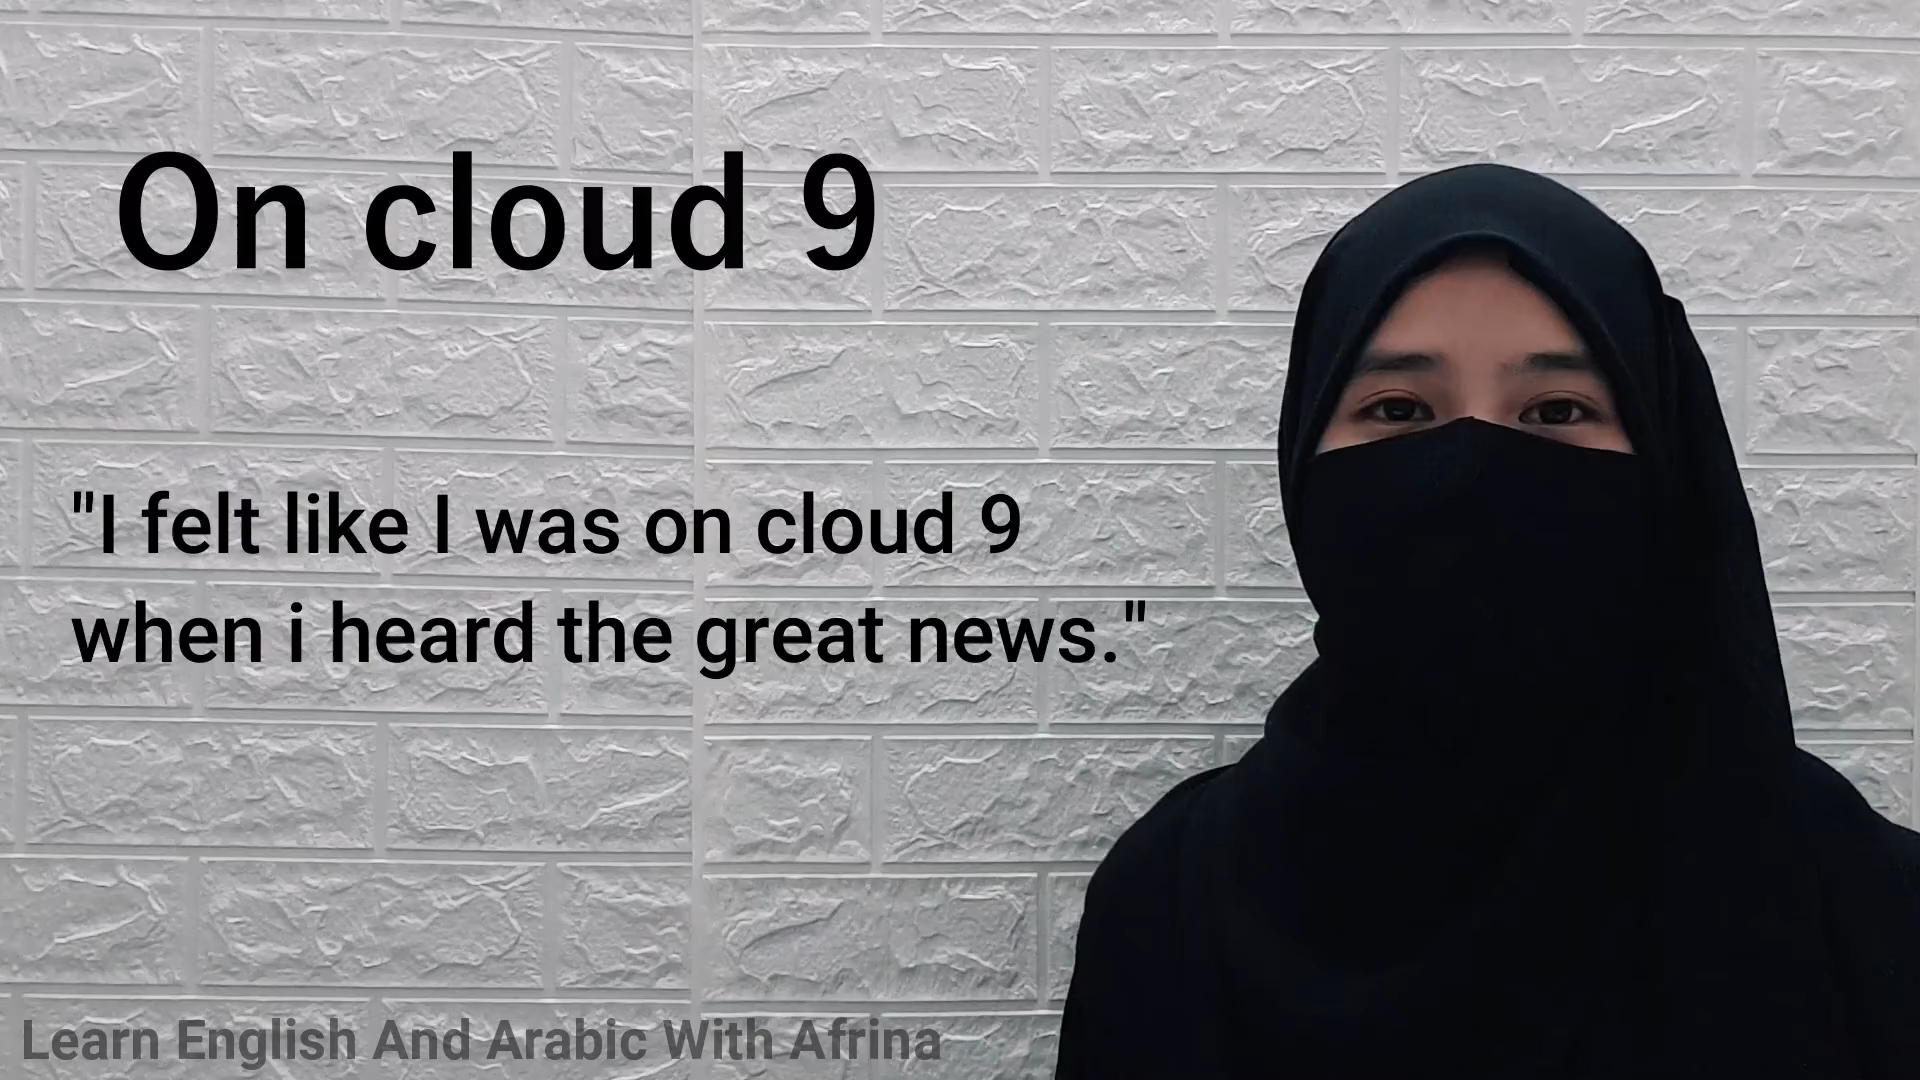 On cloud 9
"I felt like I was on cloud 9
when i heard the great news."
Learn English And Arabic With Afrina